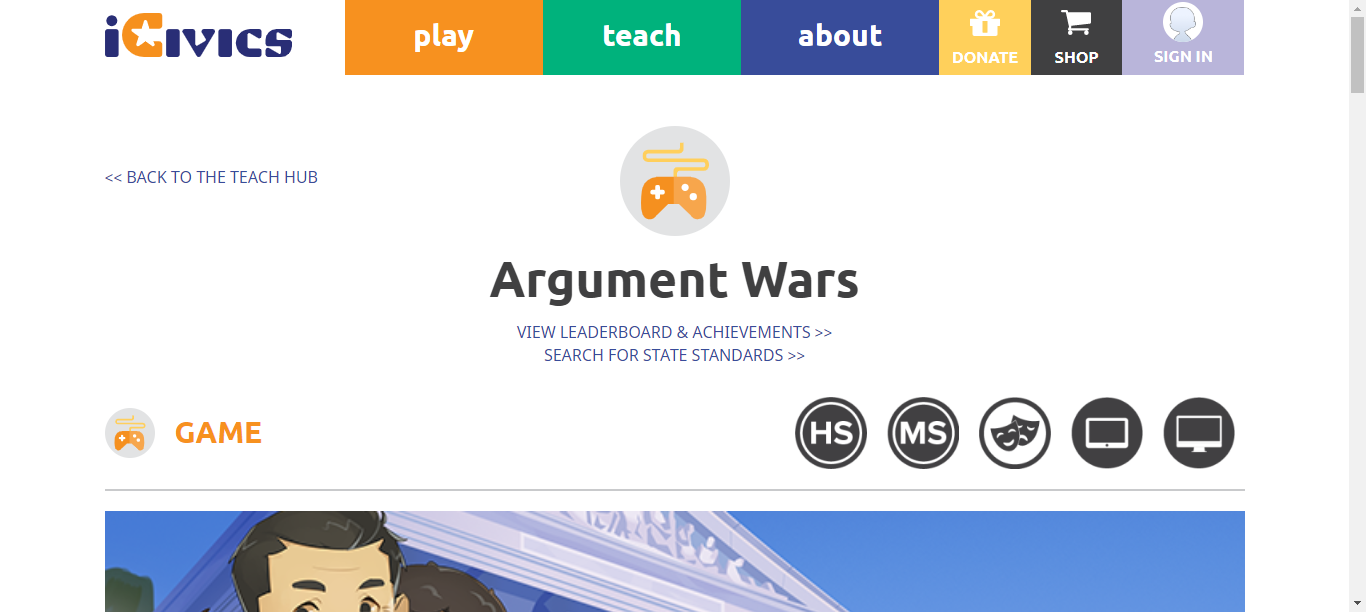 iCivics
play
teach
about
DONATE
SHOP
SIGN IN
<< BACK TO THE TEACH HUB
Argument Wars
VIEW LEADERBOARD & ACHIEVEMENTS >>
SEARCH FOR STATE STANDARDS >>
GAME
HS
MS